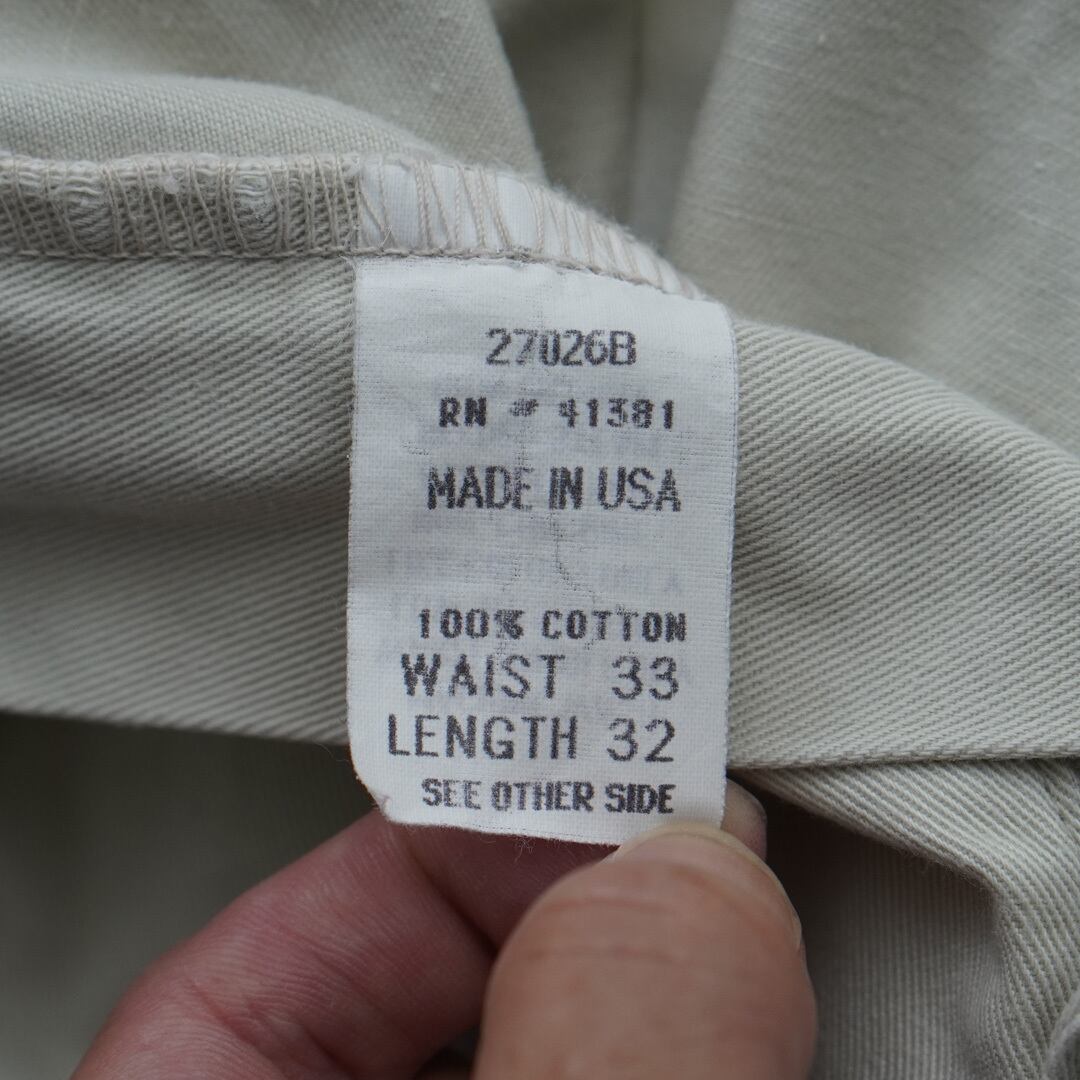 27026B
RN # 41381
MADE IN USA
100% COTTON
WAIST 33
LENGTH 32
SEE OTHER SIDE